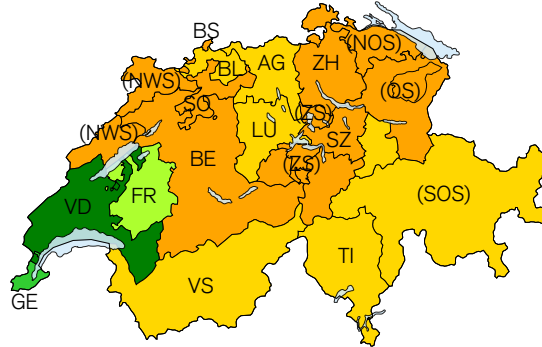 BS
(NOS)
AG
ZH
BL
(NWS)
(OS)
SO
(ZS)
(NWS)
LU
SZ
BE
(ZS)
FR
(SOS)
VD
TI
VS
GE